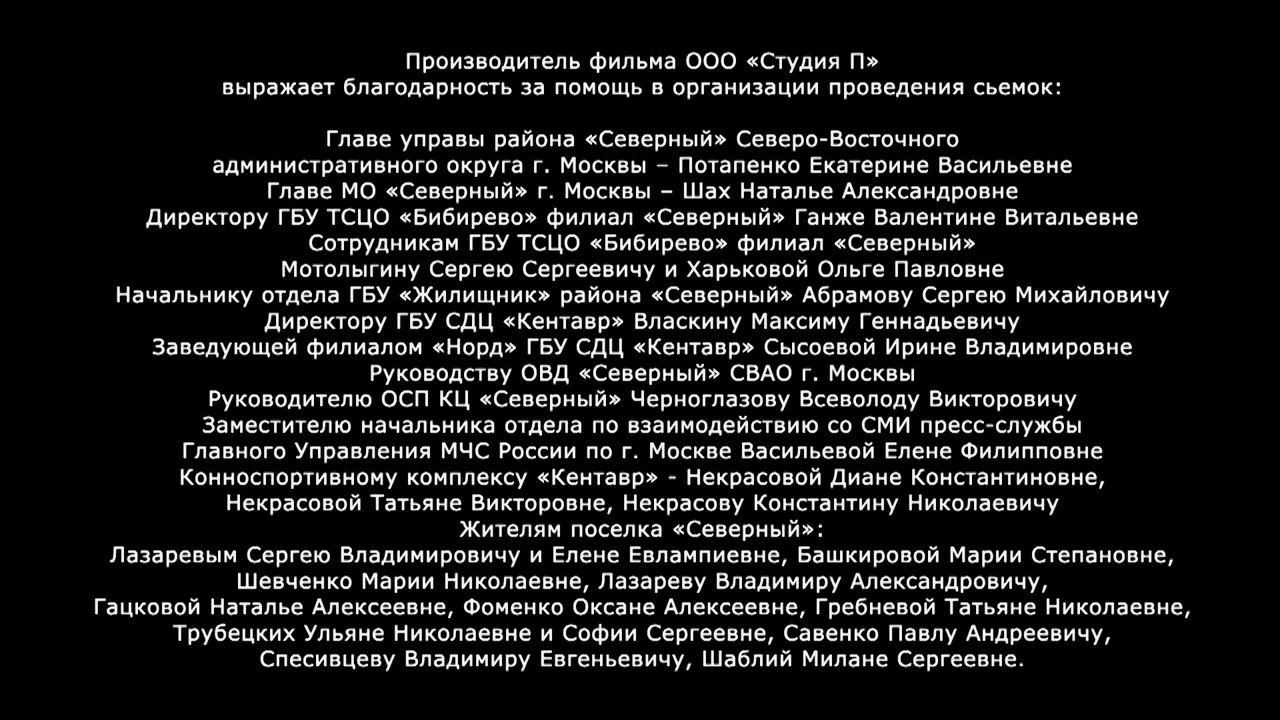 Производитель фильма ООО «Студия П»
выражает благодарность за помощь в организации проведения сьемок:
Главе управы района «Северный» Северо-Восточного
административного округа г. Москвы – Потапенко Екатерине Васильевне
Главе МО «Северный» г. Москвы – Шах Наталье Александровне
Директору ГБУ ТСЦО «Бибирево» филиал «Северный» Ганже Валентине Витальевне
Сотрудникам ГБУ ТСЦО «Бибирево» филиал «Северный»
Мотолыгину Сергею Сергеевичу и Харьковой Ольге Павловне
Начальнику отдела ГБУ «Жилищник» района «Северный» Абрамову Сергею Михайловичу
Директору ГБУ СДЦ «Кентавр» Власкину Максиму Геннадьевичу
Заведующей филиалом «Норд» ГБУ СДЦ «Кентавр» Сысоевой Ирине Владимировне
Руководству ОВД «Северный» СВАО г. Москвы
Руководителю ОСП КЦ «Северный» Черноглазову Всеволоду Викторовичу
Заместителю начальника отдела по взаимодействию со СМИ пресс-службы
Главного Управления МЧС России по г. Москве Васильевой Елене Филипповне
Конноспортивному комплексу «Кентавр» - Некрасовой Диане Константиновне,
Некрасовой Татьяне Викторовне, Некрасову Константину Николаевичу
Жителям поселка «Северный»:
Лазаревым Сергею Владимировичу и Елене Евлампиевне, Башкировой Марии Степановне,
Шевченко Марии Николаевне, Лазареву Владимиру Александровичу,
Гацковой Наталье Алексеевне, Фоменко Оксане Алексеевне, Гребневой Татьяне Николаевне,
Трубецких Ульяне Николаевне и Софии Сергеевне, Савенко Павлу Андреевичу,
Спесивцеву Владимиру Евгеньевичу, Шаблий Милане Сергеевне.